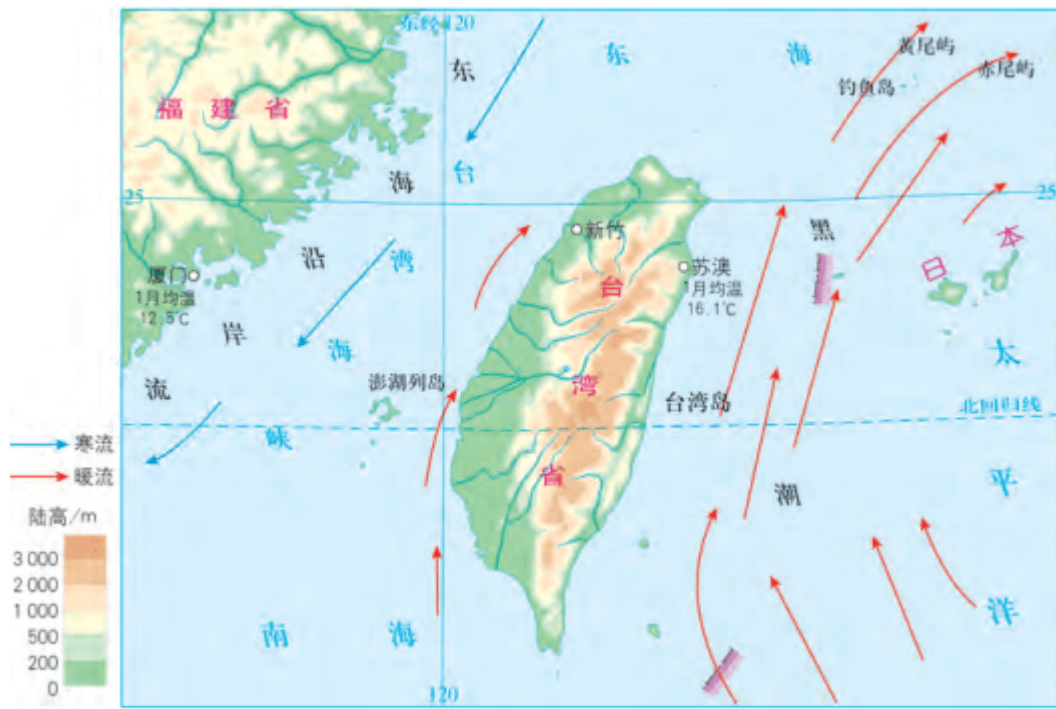 东经120
东
海
沿
岸
流
东
海
黄尾屿
赤尾屿
钓鱼岛
福建省
台
湾
海
峡
25
25
新竹
黑
潮
日本
厦门
1月均温
12.5℃
苏澳
1月均温
16.1℃
台
湾
省
太
平
洋
澎湖列岛
台湾岛
北回归线
寒流
暖流
陆高/m
3 000
2 000
1 000
500
200
0
南
海
120